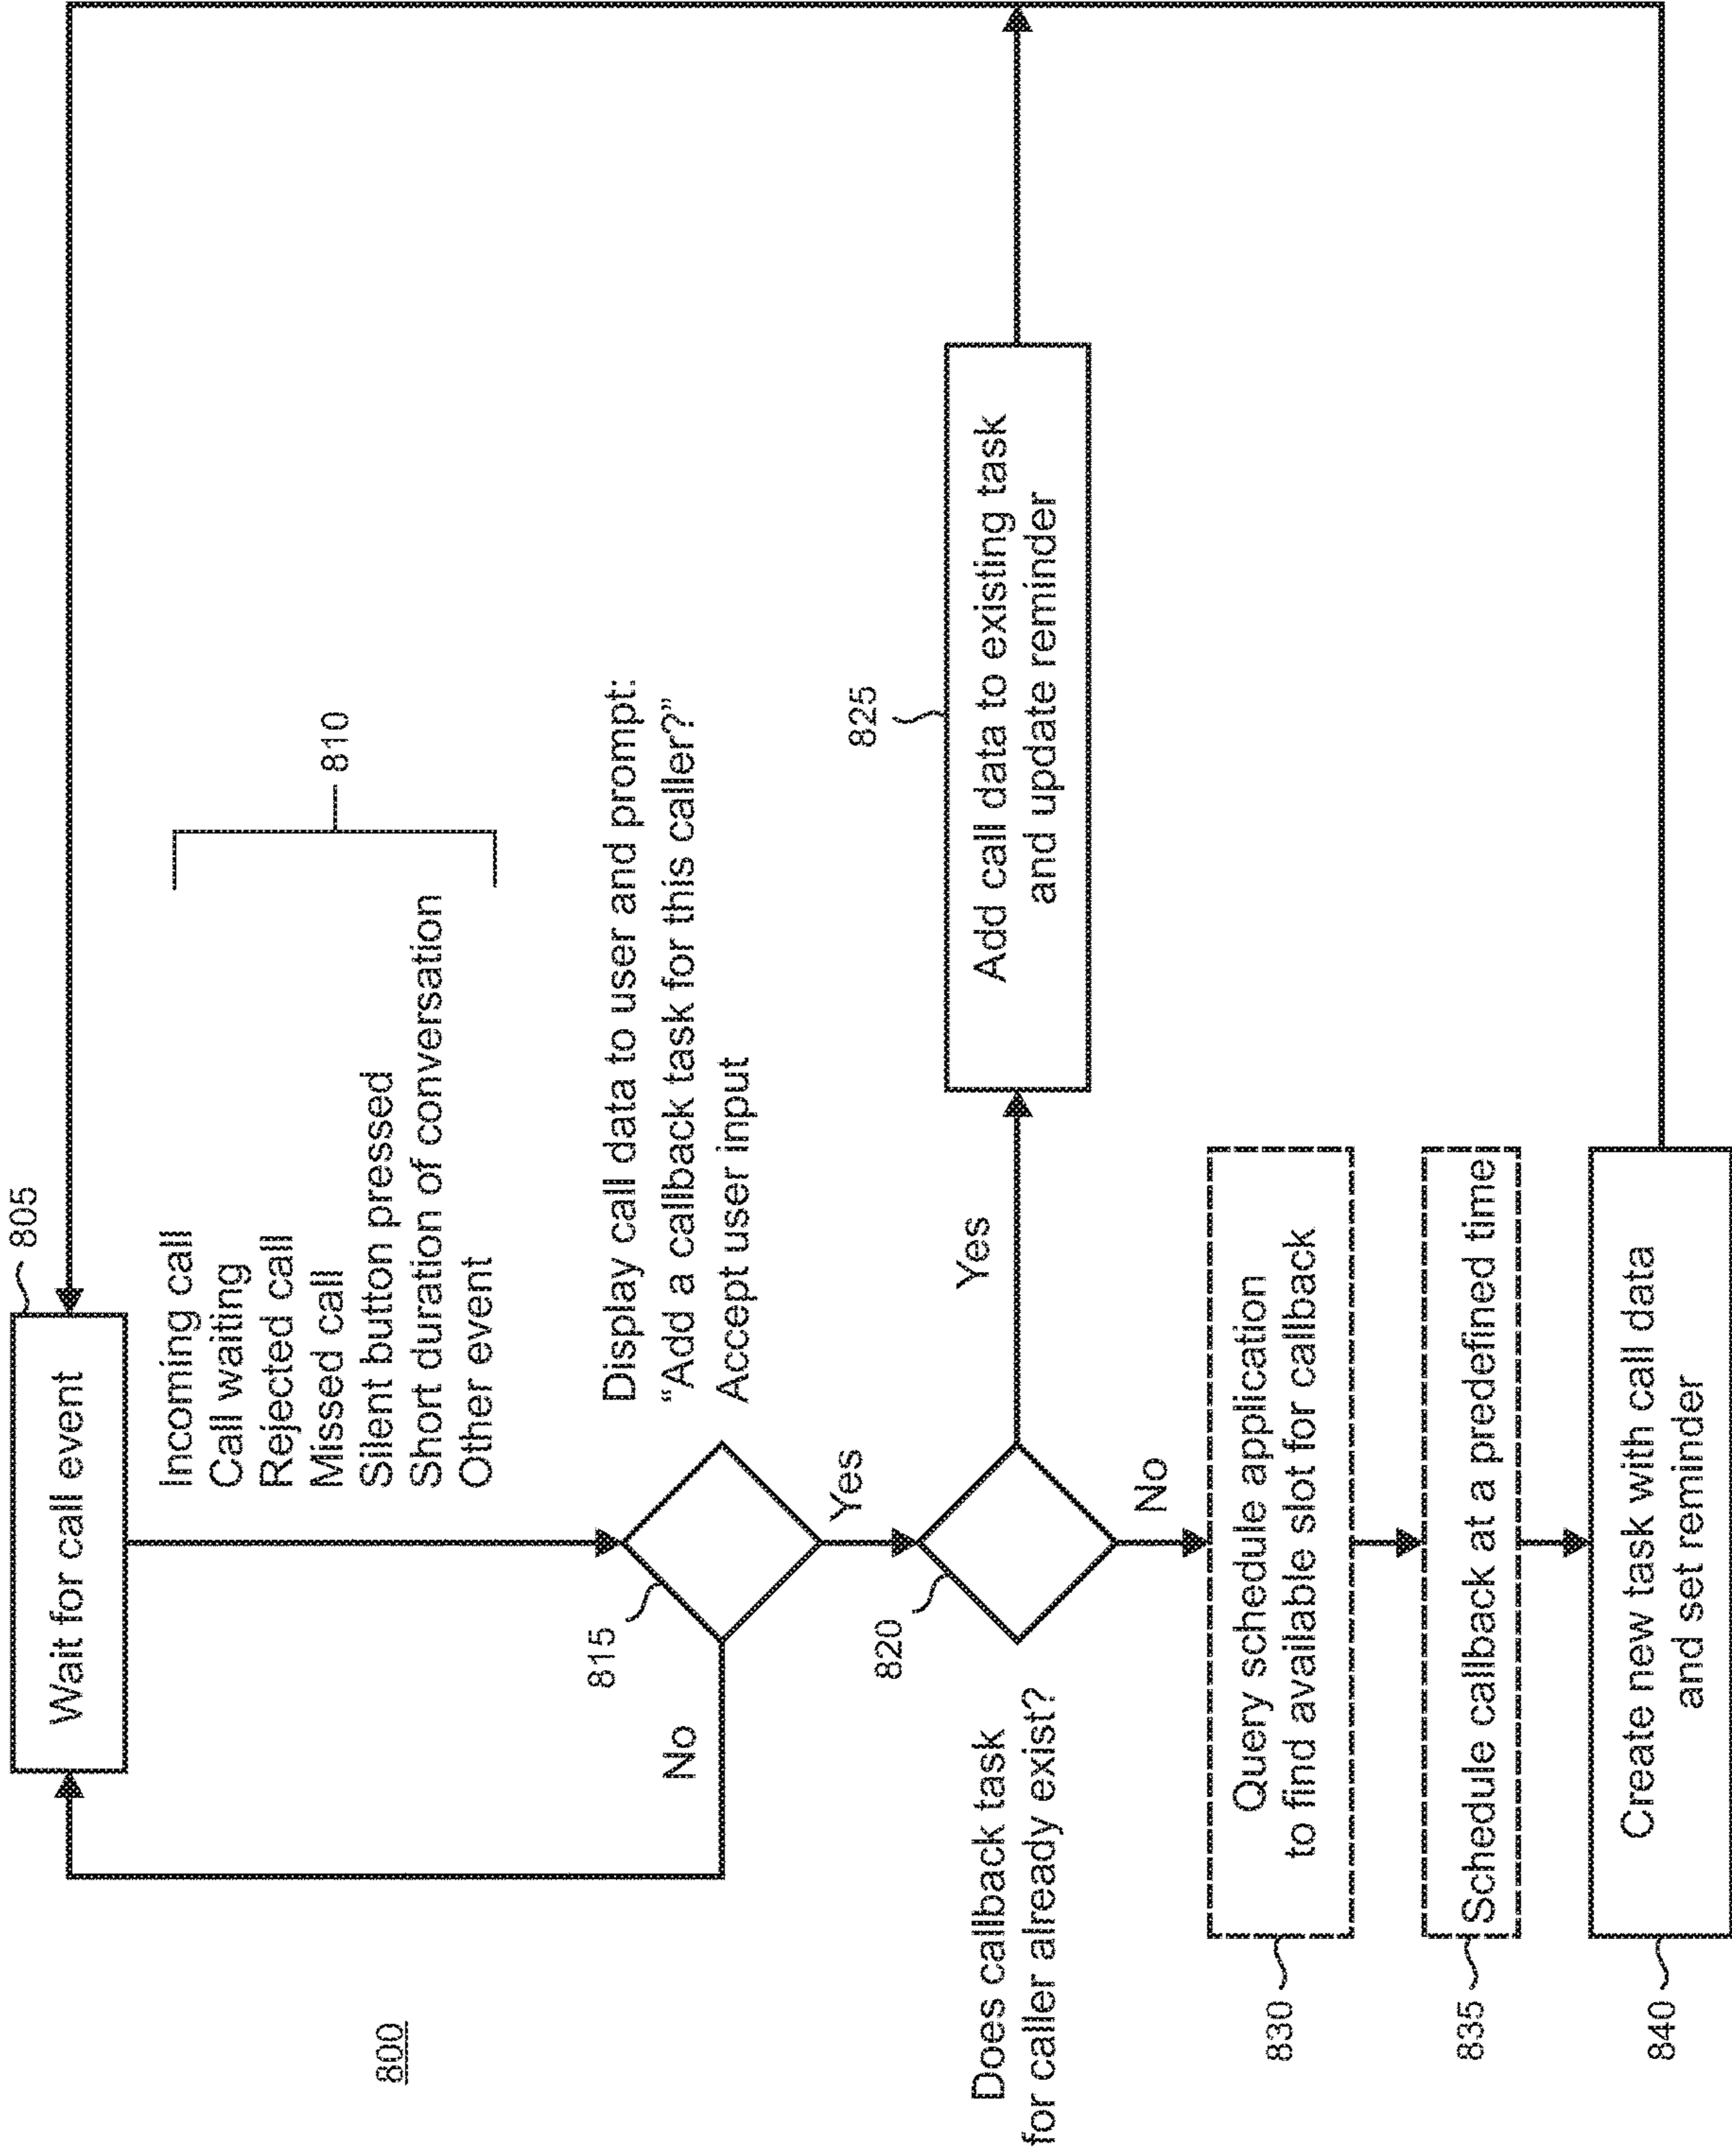 800
805
Wait for call event
Incoming call
Call waiting
Rejected call
Missed call
Silent button pressed
Short duration of conversation
Other event
810
815
Display call data to user and prompt:
“Add a callback task for this caller?”
Accept user input
No
Yes
820
Does callback task
for caller already exist?
Yes
825
Add call data to existing task
and update reminder
No
830
Query schedule application
to find available slot for callback
835
Schedule callback at a predefined time
840
Create new task with call data
and set reminder